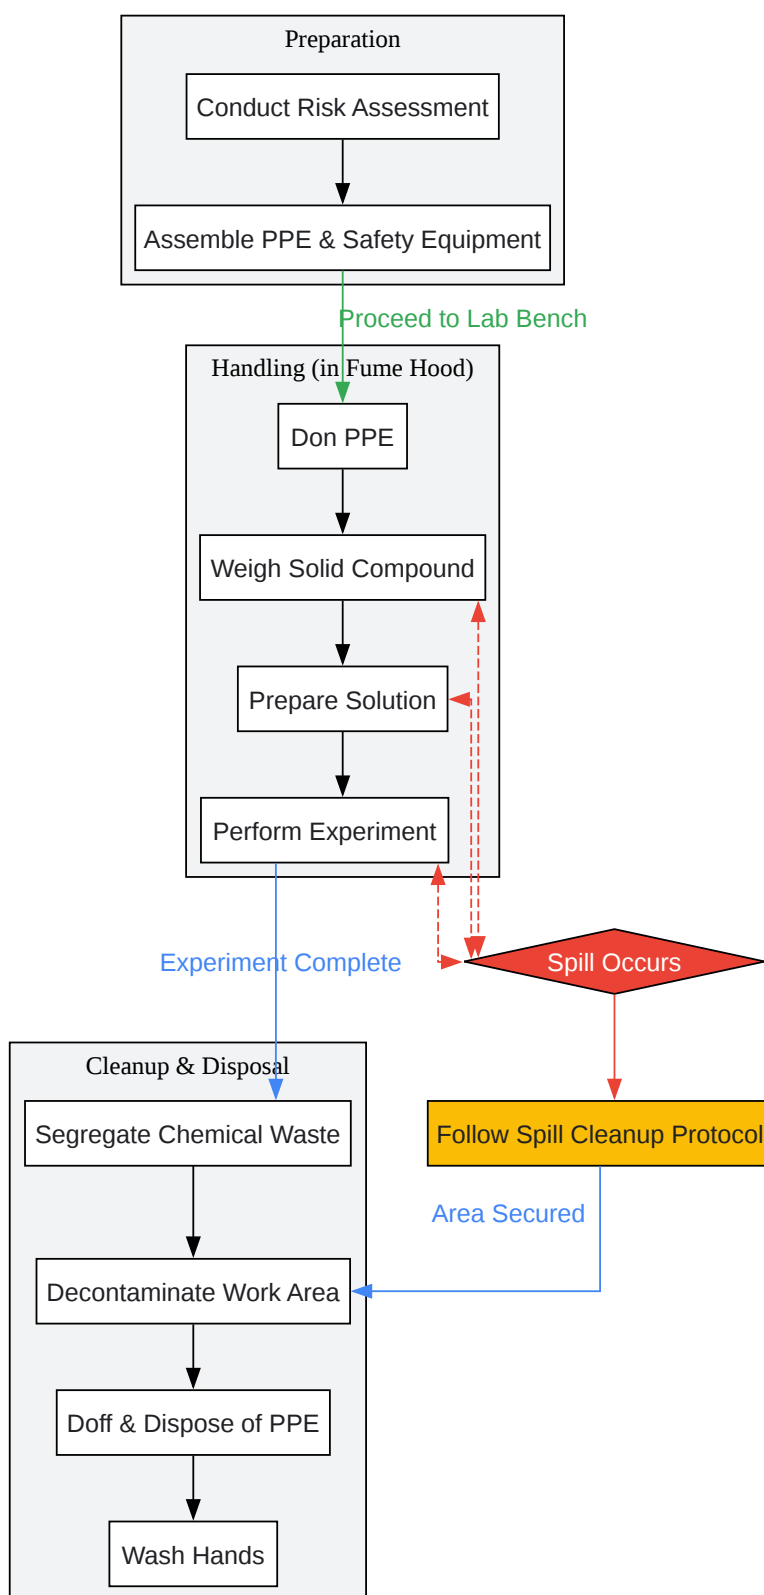 Preparation
Conduct Risk Assessment
Assemble PPE & Safety Equipment
Proceed to Lab Bench
Handling (in Fume Hood)
Don PPE
Weigh Solid Compound
Prepare Solution
Perform Experiment
Experiment Complete
Spill Occurs
Cleanup & Disposal
Segregate Chemical Waste
Follow Spill Cleanup Protocol
Area Secured
Decontaminate Work Area
Doff & Dispose of PPE
Wash Hands